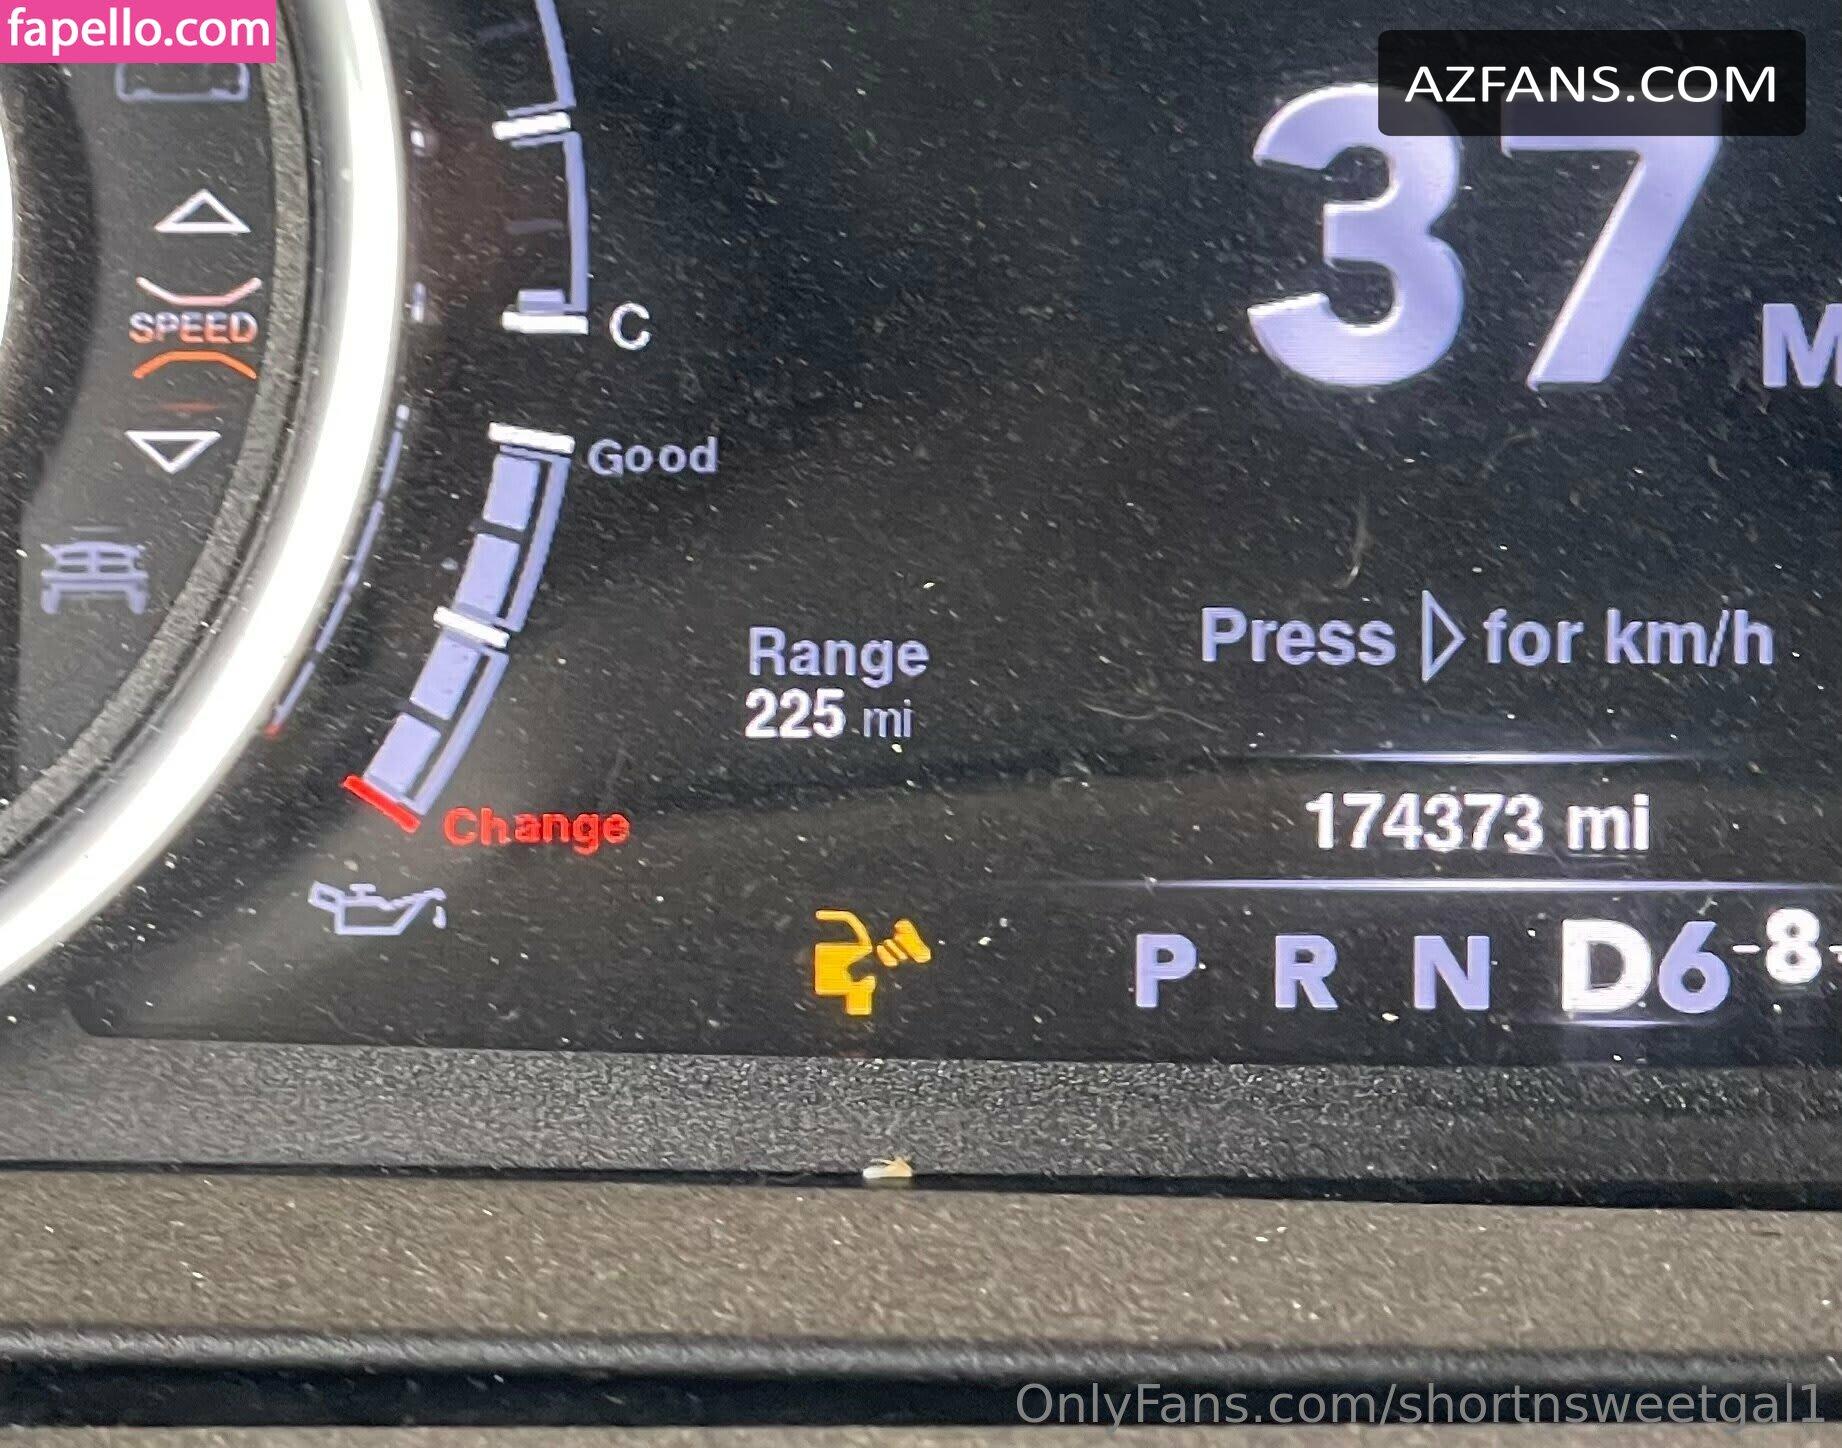 fapello.com
AZFANS.COM
37 M
SPEED
C
Good
Range
225 mi
Press ▷ for km/h
174373 mi
Change
P R N D6-8-
OnlyFans.com/shortnsweetgal1